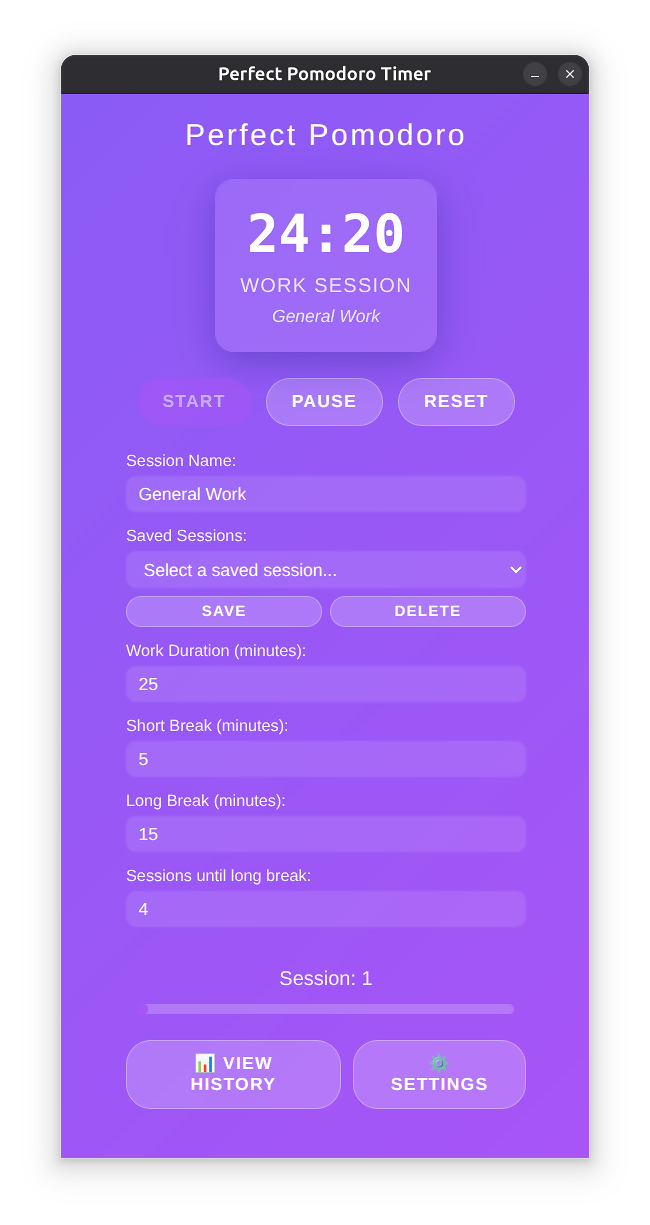 Perfect Pomodoro Timer
Perfect Pomodoro
24:20
WORK SESSION
General Work
START PAUSE RESET
Session Name:
General Work
Saved Sessions:
Select a saved session...
SAVE DELETE
Work Duration (minutes):
25
Short Break (minutes):
5
Long Break (minutes):
15
Sessions until long break:
4
Session: 1
📊 VIEW
HISTORY
⚙️
SETTINGS